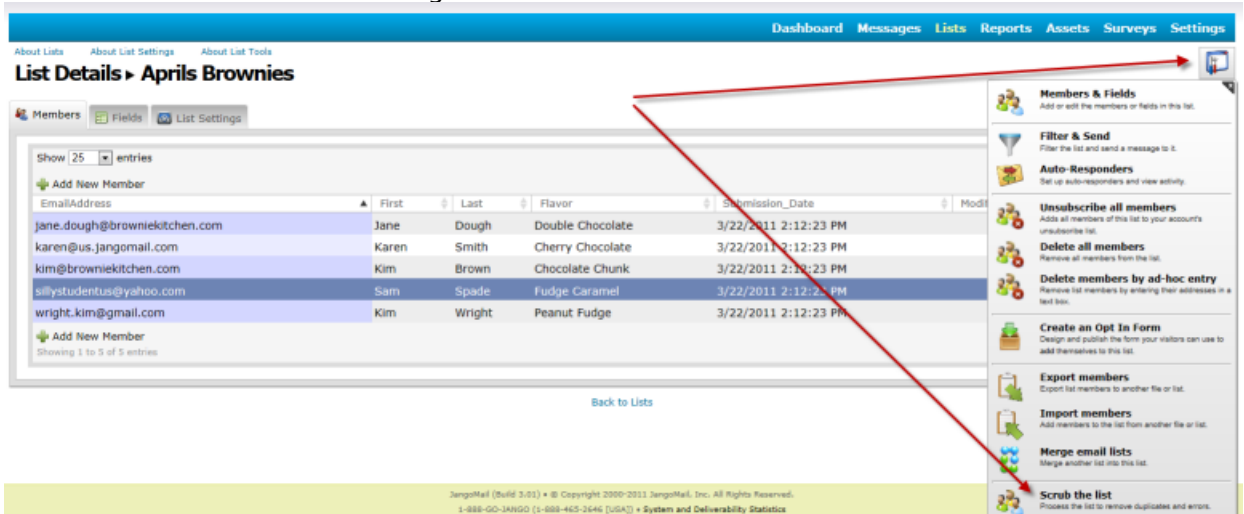 Dashboard Messages Lists Reports Assets Surveys Settings
About Lists About List Settings About List Tools
List Details ▸ Aprils Brownies
Members Fields List Settings
Show 25 entries
Add New Member
EmailAddress First Last Flavor Submission_Date Modif
jane.dough@browniekitchen.com Jane Dough Double Chocolate 3/22/2011 2:12:23 PM
karen@us.jangomail.com Karen Smith Cherry Chocolate 3/22/2011 2:12:23 PM
kim@browniekitchen.com Kim Brown Chocolate Chunk 3/22/2011 2:12:23 PM
sillystudentus@yahoo.com Sam Spade Fudge Caramel 3/22/2011 2:12:23 PM
wright.kim@gmail.com Kim Wright Peanut Fudge 3/22/2011 2:12:23 PM
Add New Member
Showing 1 to 5 of 5 entries
Back to Lists
Members & Fields
Add or edit the members or fields in this list.
Filter & Send
Filter the list and send a message to it.
Auto-Responders
Set up auto-responders and view activity.
Unsubscribe all members
Adds all members of this list to your account's
unsubscribe list.
Delete all members
Remove all members from the list.
Delete members by ad-hoc entry
Remove list members by entering their addresses in a
text box.
Create an Opt In Form
Design and publish the form your visitors can use to
add themselves to this list.
Export members
Export list members to another file or list.
Import members
Add members to the list from another file or list.
Merge email lists
Merge another list into this list.
Scrub the list
Process the list to remove duplicates and errors.
JangoMail (Build 3.01) • © Copyright 2000-2011 JangoMail, Inc. All Rights Reserved.
1-888-GO-JANGO (1-888-465-2646 [USA]) • System and Deliverability Statistics